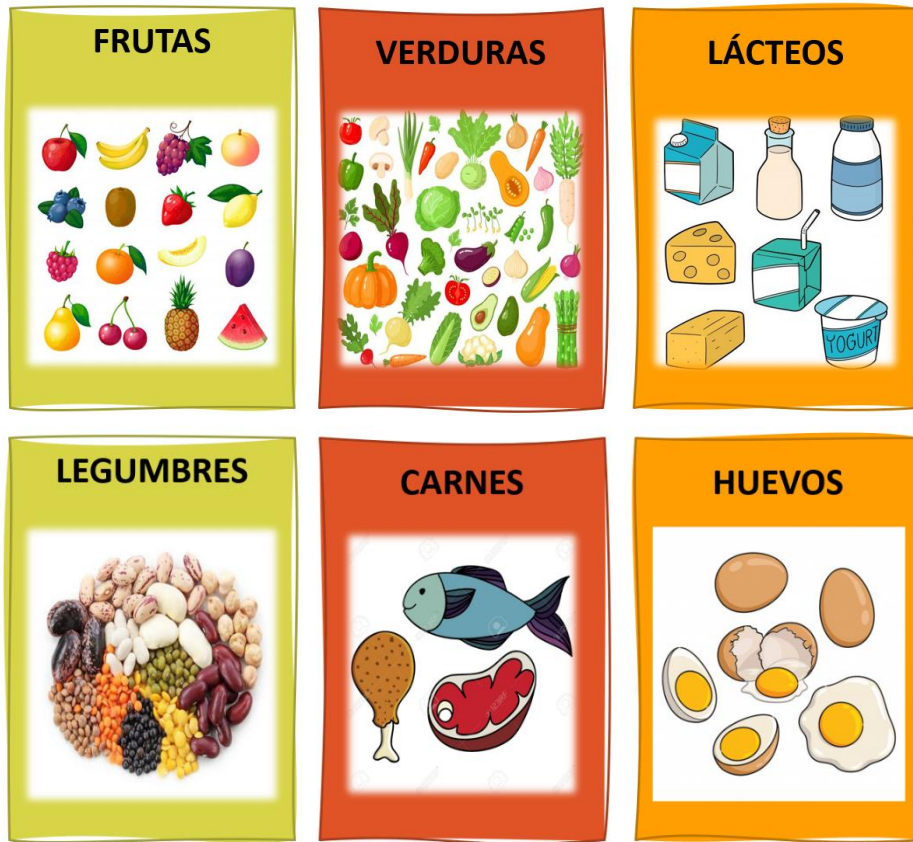 FRUTAS
VERDURAS
LÁCTEOS
YOGURT
LEGUMBRES
CARNES
HUEVOS